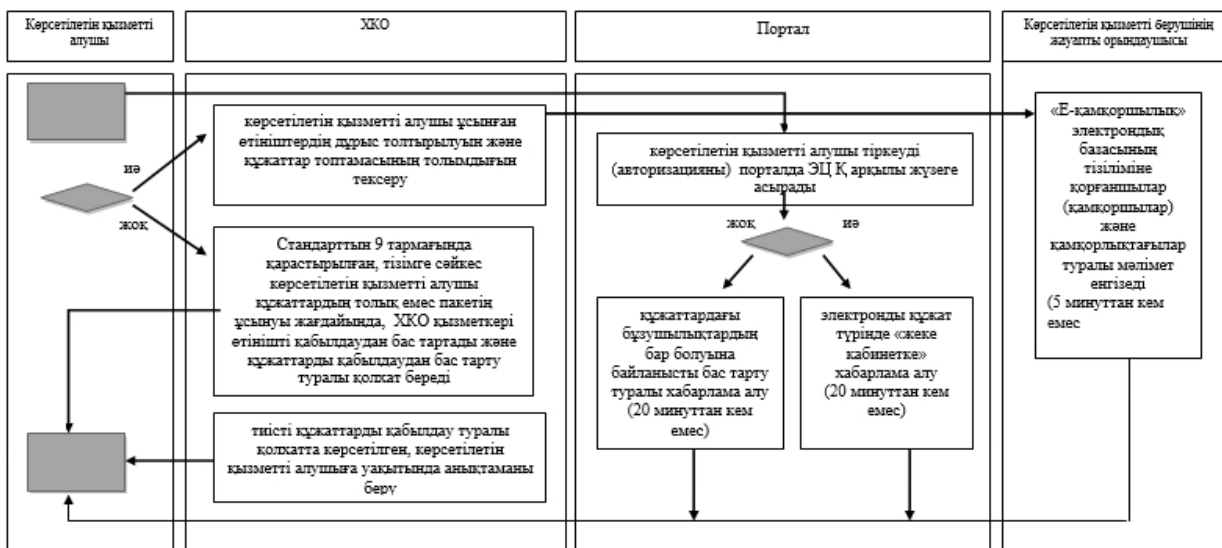 Көрсетілетін қызметті
алушы
ХКО
Портал
Көрсетілетін қызметті берушінің
жауапты орындаушысы
иә
жоқ
көрсетілетін қызметті алушы ұсынған
өтініштердің дұрыс толтырылуын және
құжаттар топтамасының толымдығын
тексеру
Стандарттын 9 тармағында
қарастырылған, тізімге сәйкес
көрсетілетін қызметті алушы
құжаттардың толық емес пакетің
ұсынуы жағдайында, ХКО қызметкері
өтінішті қабылдаудан бас тартады және
құжаттарды қабылдаудан бас тарту
туралы қолхат береді
тиісті құжаттарды қабылдау туралы
қолхатта көрсетілген, көрсетілетін
қызметті алушыға уақытында анықтаманы
беру
көрсетілетін қызметті алушы тіркеуді
(авторизацияны) порталда ЭЦ Қ арқылы жүзеге
асырады
жоқ
иә
құжаттардағы
бұзушылықтардың
бар болуына
байланысты бас тарту
туралы хабарлама алу
(20 минуттан кем
емес)
электронды құжат
түрінде «жеке
кабинетке»
хабарлама алу
(20 минуттан кем
емес)
«Е-қамқоршылық»
электрондық
базасының
тізіліміне
қорғаншылар
(қамқоршылар)
және
қамқорлықтағылар
туралы мәлімет
енгізеді
(5 минуттан кем
емес